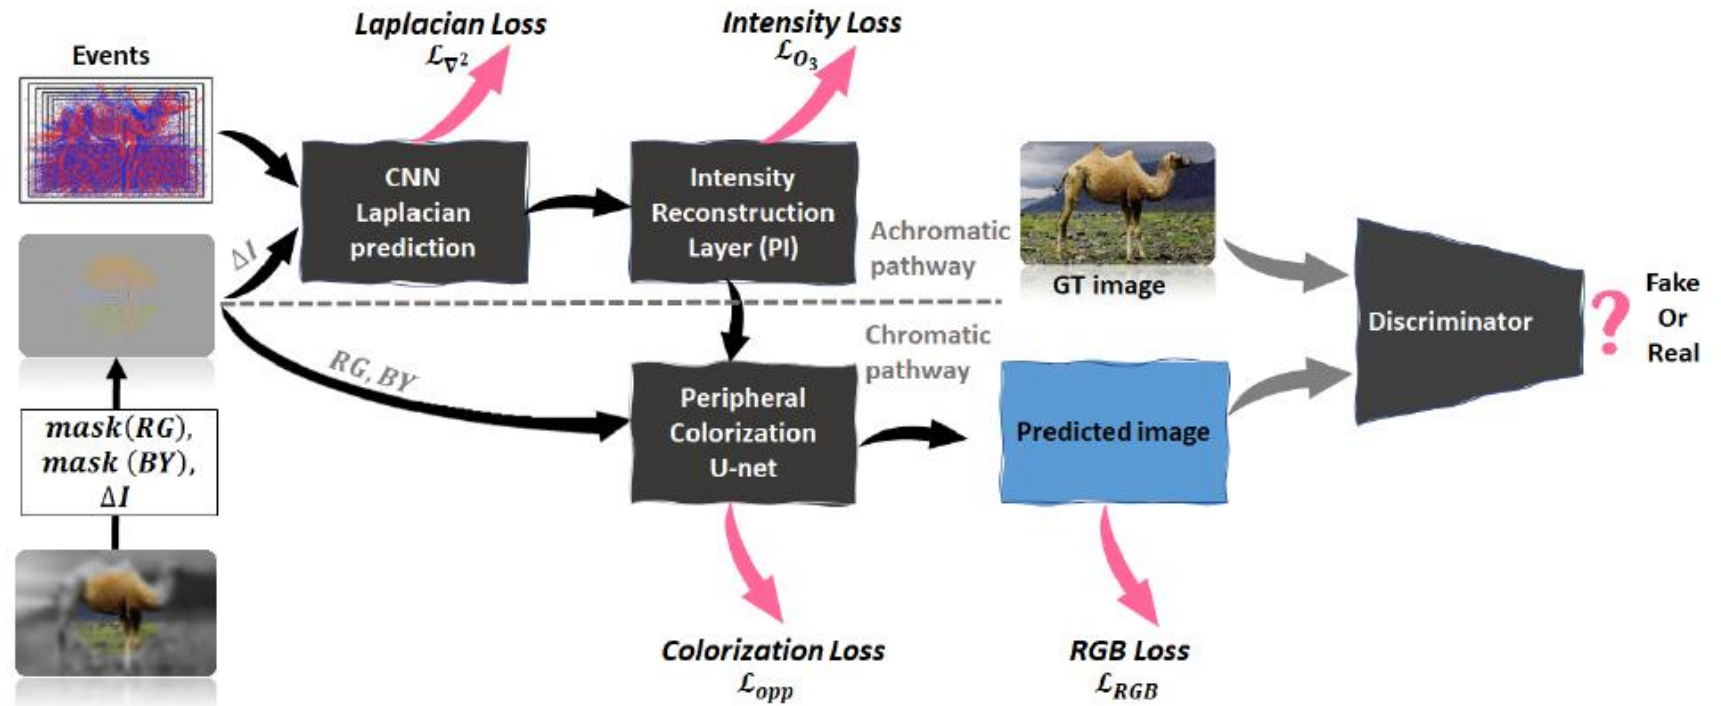 Laplacian Loss
ℒ∇²
Intensity Loss
ℒO₃
Events
CNN
Laplacian
prediction
Intensity
Reconstruction
Layer (PI)
Achromatic
pathway
GT image
ΔI
Discriminator
?
Fake
Or
Real
Chromatic
pathway
RG, BY
Peripheral
Colorization
U-net
Predicted image
mask(RG),
mask (BY),
ΔI
Colorization Loss
ℒopp
RGB Loss
ℒRGB